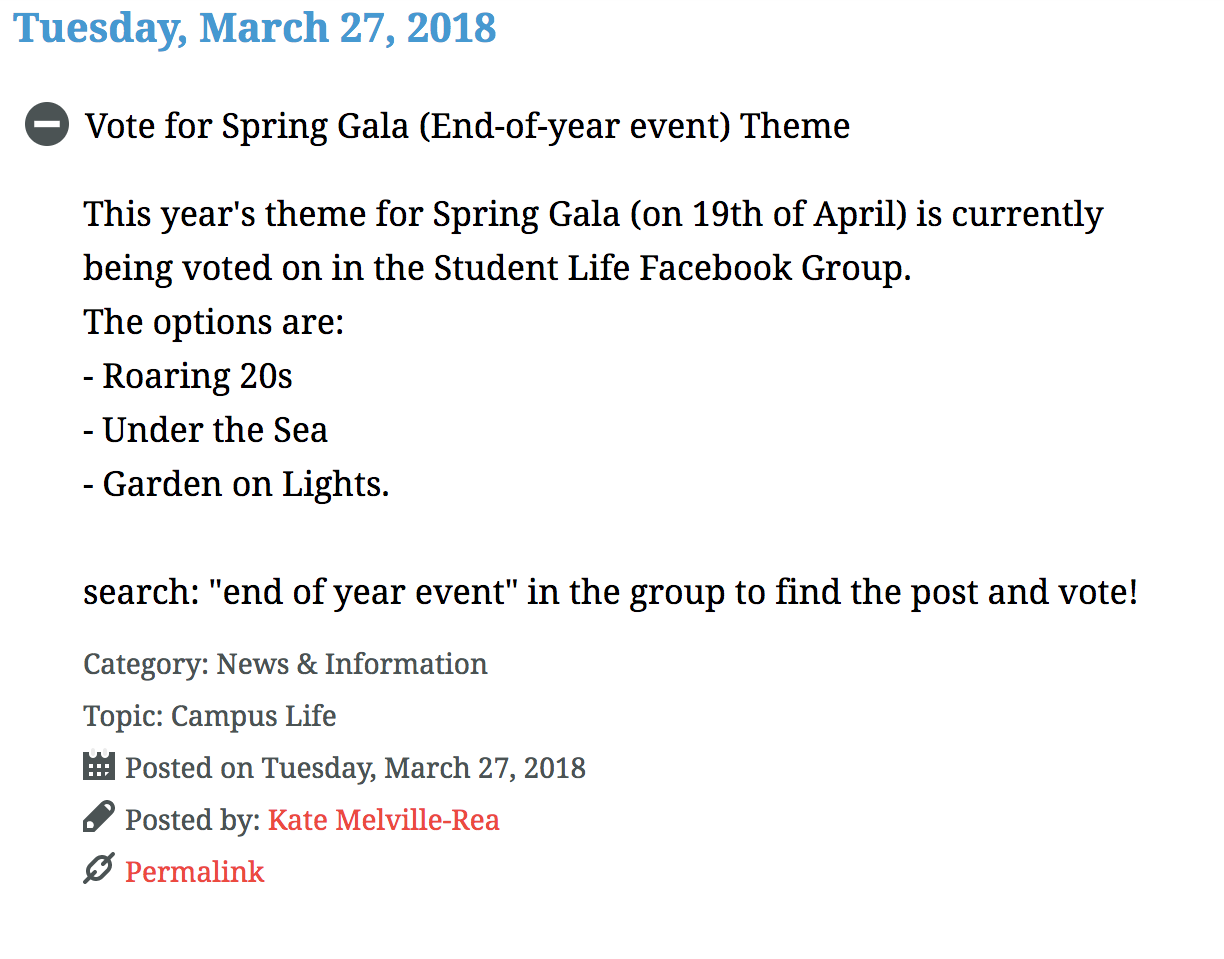 Tuesday, March 27, 2018
Vote for Spring Gala (End-of-year event) Theme
This year's theme for Spring Gala (on 19th of April) is currently
being voted on in the Student Life Facebook Group.
The options are:
- Roaring 20s
- Under the Sea
- Garden on Lights.
search: "end of year event" in the group to find the post and vote!
Category: News & Information
Topic: Campus Life
Posted on Tuesday, March 27, 2018
Posted by: Kate Melville-Rea
Permalink